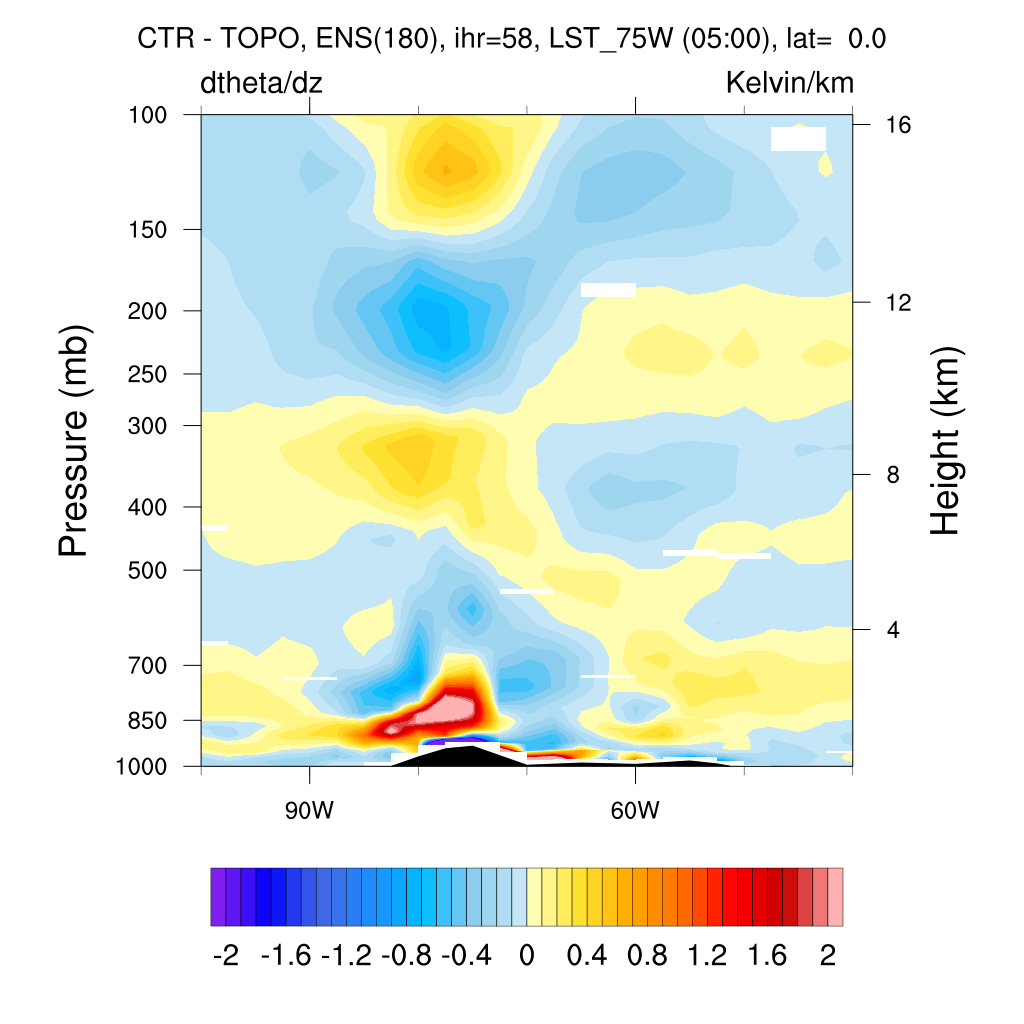 CTR - TOPO, ENS(180), ihr=58, LST_75W (05:00), lat=  0.0
dtheta/dz Kelvin/km
100
150
200
250
300
400
500
700
850
1000
Pressure (mb)
16
12
8
4
Height (km)
90W 60W
-2 -1.6 -1.2 -0.8 -0.4 0 0.4 0.8 1.2 1.6 2